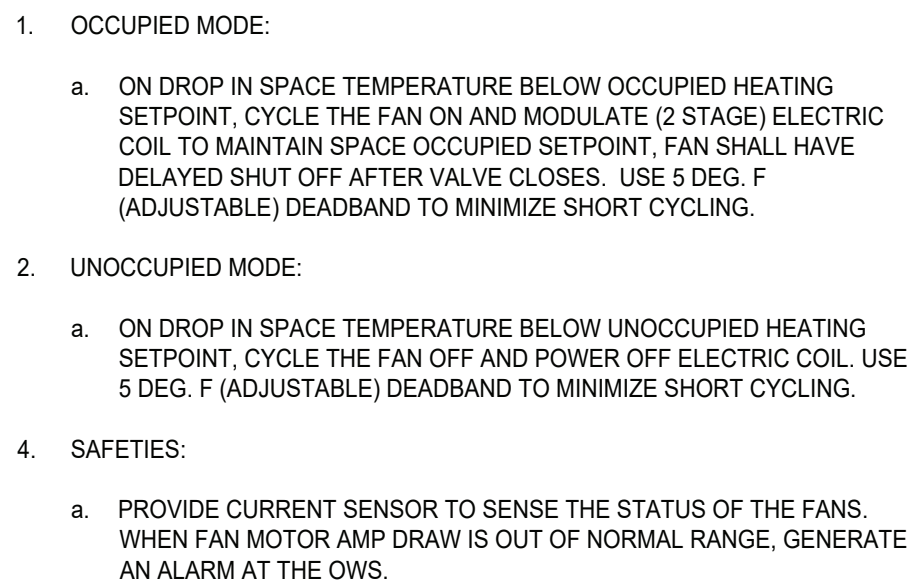 1. OCCUPIED MODE:
a. ON DROP IN SPACE TEMPERATURE BELOW OCCUPIED HEATING
SETPOINT, CYCLE THE FAN ON AND MODULATE (2 STAGE) ELECTRIC
COIL TO MAINTAIN SPACE OCCUPIED SETPOINT, FAN SHALL HAVE
DELAYED SHUT OFF AFTER VALVE CLOSES. USE 5 DEG. F
(ADJUSTABLE) DEADBAND TO MINIMIZE SHORT CYCLING.
2. UNOCCUPIED MODE:
a. ON DROP IN SPACE TEMPERATURE BELOW UNOCCUPIED HEATING
SETPOINT, CYCLE THE FAN OFF AND POWER OFF ELECTRIC COIL. USE
5 DEG. F (ADJUSTABLE) DEADBAND TO MINIMIZE SHORT CYCLING.
4. SAFETIES:
a. PROVIDE CURRENT SENSOR TO SENSE THE STATUS OF THE FANS.
WHEN FAN MOTOR AMP DRAW IS OUT OF NORMAL RANGE, GENERATE
AN ALARM AT THE OWS.